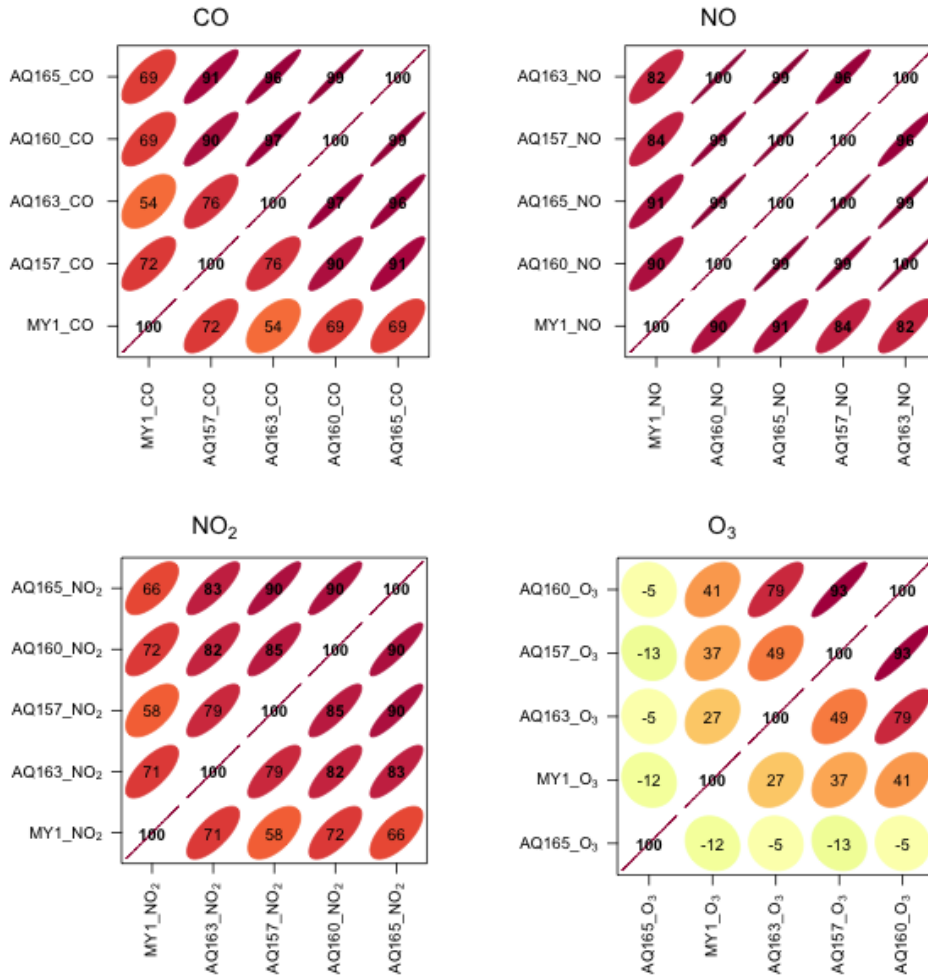 CO
AQ165_CO 69 91 96 99 100
AQ160_CO 69 90 97 100 99
AQ163_CO 54 76 100 97 96
AQ157_CO 72 100 76 90 91
MY1_CO 100 72 54 69 69
MY1_CO AQ157_CO AQ163_CO AQ160_CO AQ165_CO
NO
AQ163_NO 82 100 99 96 100
AQ157_NO 84 99 100 100 96
AQ165_NO 91 99 100 100 99
AQ160_NO 90 100 99 99 100
MY1_NO 100 90 91 84 82
MY1_NO AQ160_NO AQ165_NO AQ157_NO AQ163_NO
NO₂
AQ165_NO₂ 66 83 90 90 100
AQ160_NO₂ 72 82 85 100 90
AQ157_NO₂ 58 79 100 85 90
AQ163_NO₂ 71 100 79 82 83
MY1_NO₂ 100 71 58 72 66
MY1_NO₂ AQ163_NO₂ AQ157_NO₂ AQ160_NO₂ AQ165_NO₂
O₃
AQ160_O₃ -5 41 79 93 100
AQ157_O₃ -13 37 49 100 93
AQ163_O₃ -5 27 100 49 79
MY1_O₃ -12 100 27 37 41
AQ165_O₃ 100 -12 -5 -13 -5
AQ165_O₃ MY1_O₃ AQ163_O₃ AQ157_O₃ AQ160_O₃